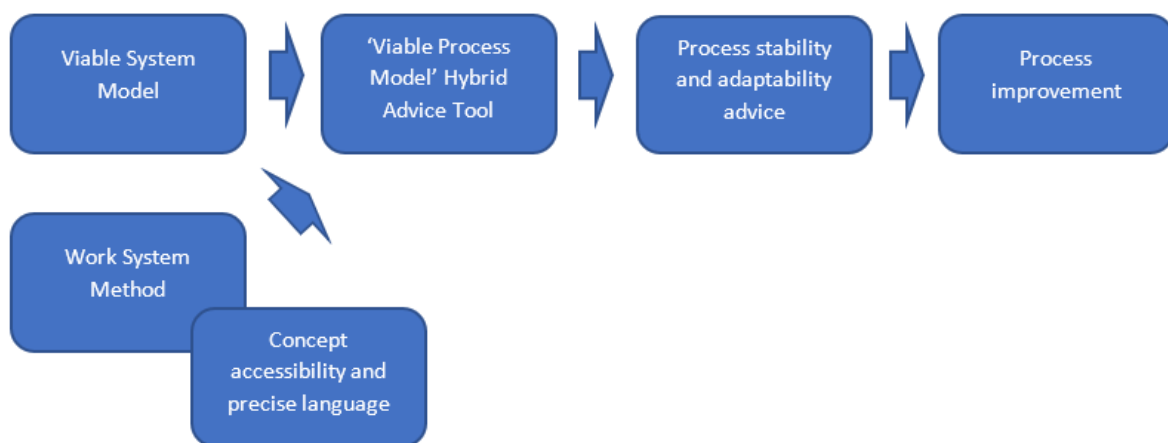 Viable System
Model
‘Viable Process
Model’ Hybrid
Advice Tool
Process stability
and adaptability
advice
Process
improvement
Work System
Method
Concept
accessibility and
precise language